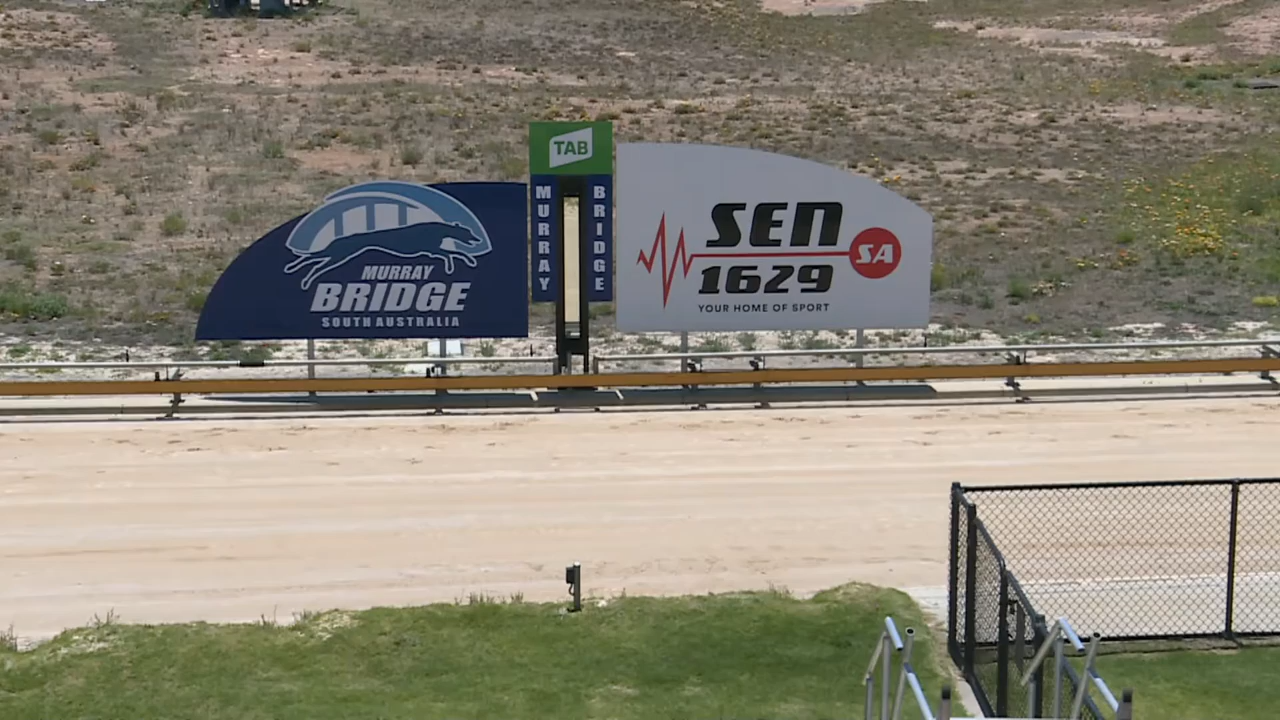 MURRAY
BRIDGE
SOUTH AUSTRALIA
TAB
MURRAY
BRIDGE
SEN
SA
1629
YOUR HOME OF SPORT